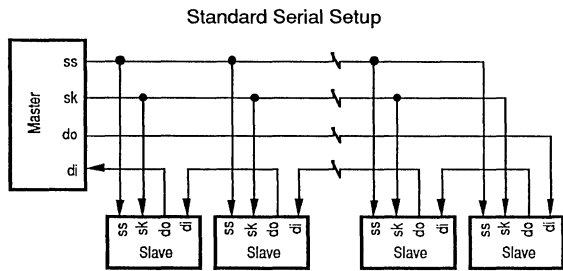 Standard Serial Setup
Master
ss
sk
do
di
ss sk do di
Slave
ss sk do di
Slave
ss sk do di
Slave
ss sk do di
Slave